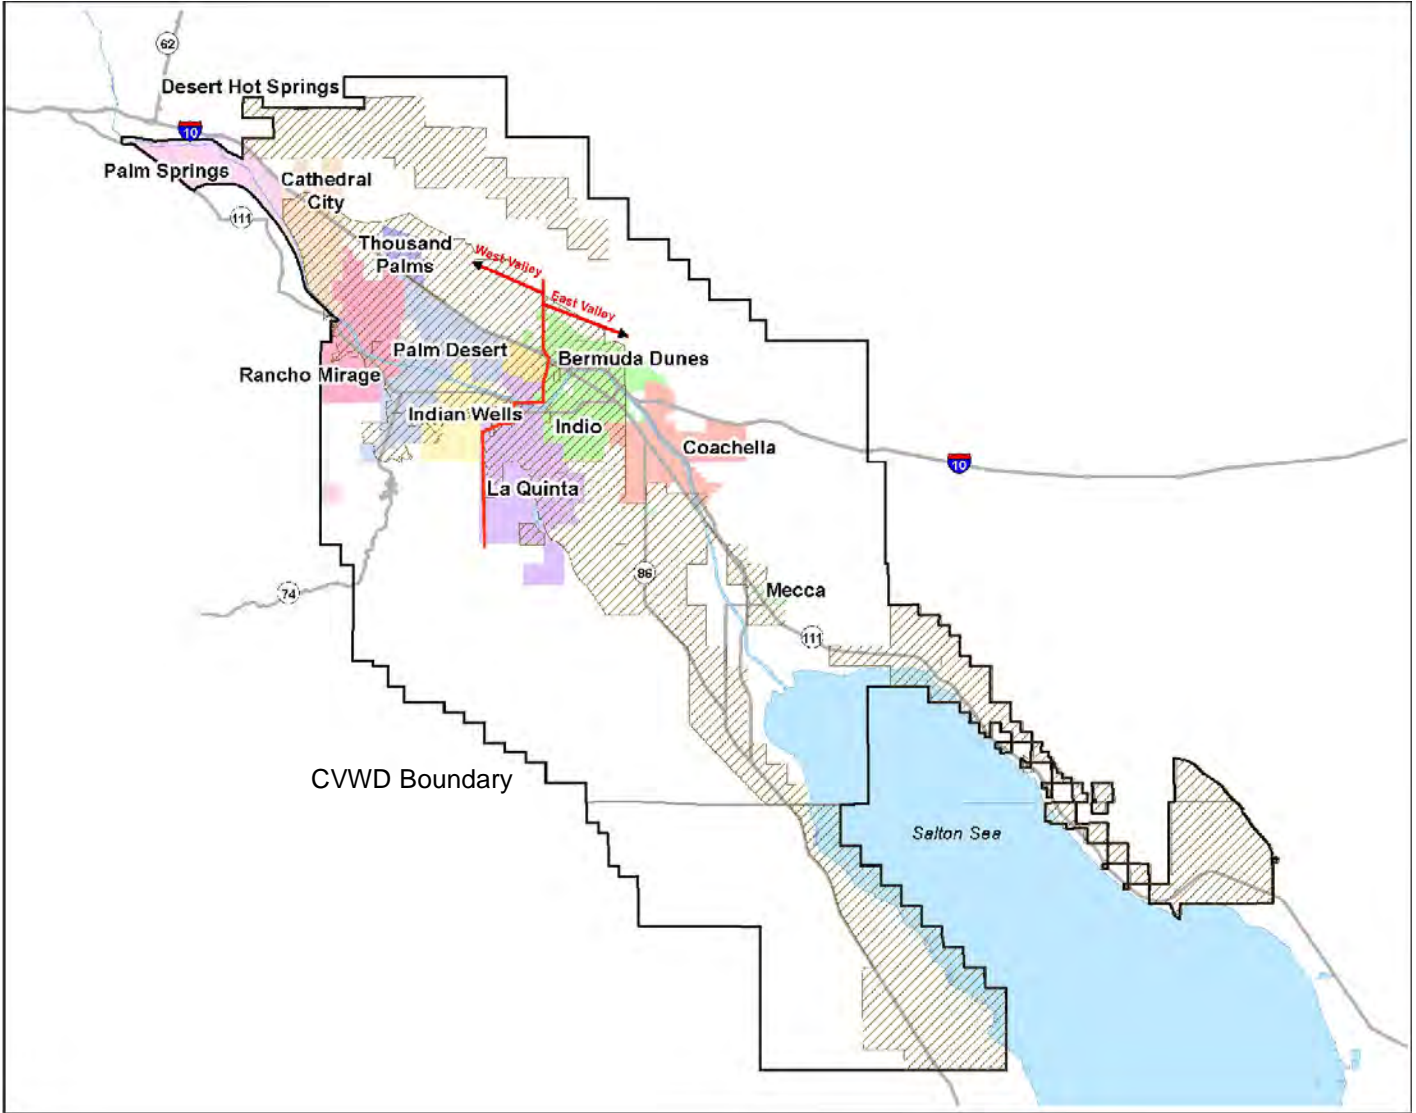 62
Desert Hot Springs
10
Palm Springs
Cathedral
City
111
Thousand
Palms
West Valley
East Valley
Palm Desert
Bermuda Dunes
Rancho Mirage
Indian Wells
Indio
Coachella
10
La Quinta
86
74
Mecca
111
CVWD Boundary
Salton Sea